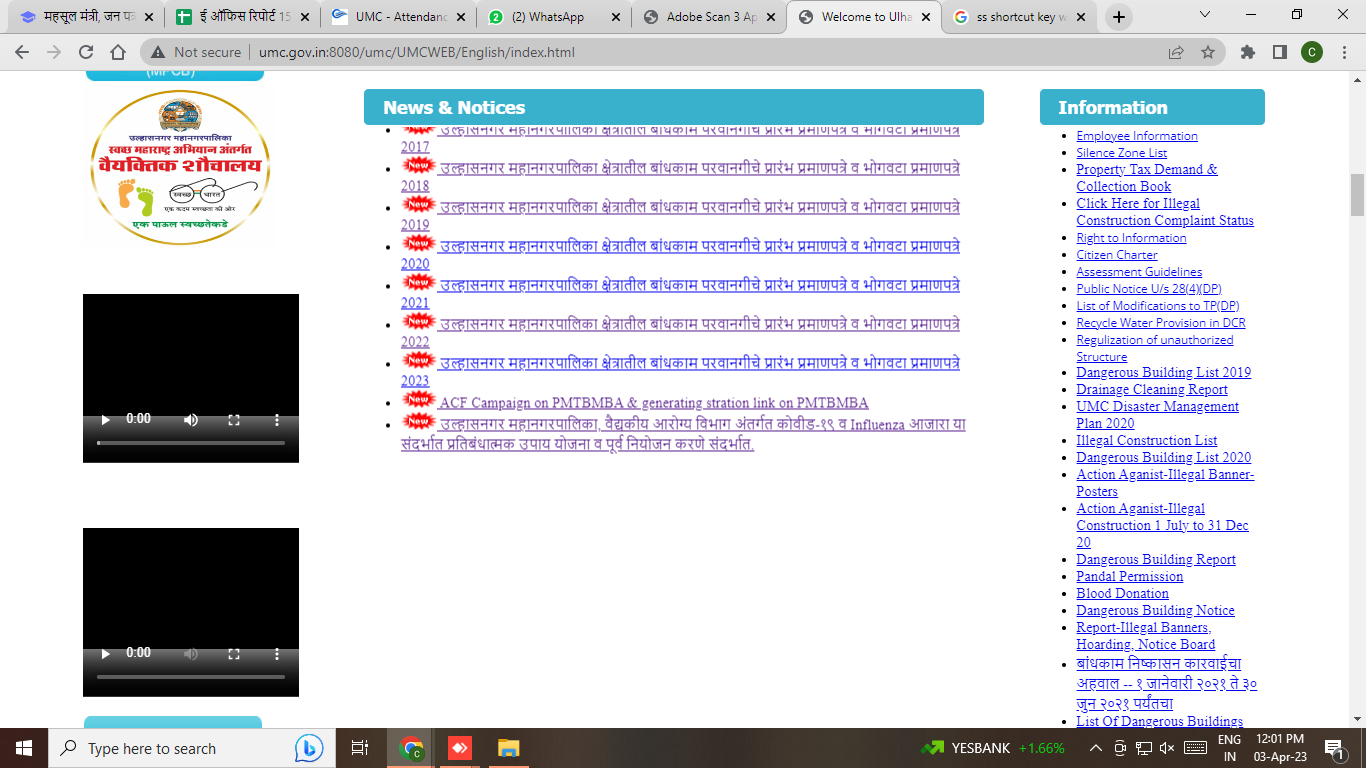 महसूल मंत्री, जन पत्र
ई ऑफिस रिपोर्ट 15
UMC - Attendanc
(2) WhatsApp
Adobe Scan 3 Ap
Welcome to Ulha
ss shortcut key w
Not secure
umc.gov.in:8080/umc/UMCWEB/English/index.html
C
(MPCB)
उल्हासनगर महानगरपालिका
स्वच्छ महाराष्ट्र अभियान अंतर्गत
वैयक्तिक शौचालय
स्वच्छ भारत
एक कदम स्वच्छता की ओर
एक पाऊल स्वच्छतेकडे
0:00
0:00
News & Notices
New उल्हासनगर महानगरपालिका क्षेत्रातील बांधकाम परवानगीचे प्रारंभ प्रमाणपत्रे व भोगवटा प्रमाणपत्रे
2017
New उल्हासनगर महानगरपालिका क्षेत्रातील बांधकाम परवानगीचे प्रारंभ प्रमाणपत्रे व भोगवटा प्रमाणपत्रे
2018
New उल्हासनगर महानगरपालिका क्षेत्रातील बांधकाम परवानगीचे प्रारंभ प्रमाणपत्रे व भोगवटा प्रमाणपत्रे
2019
New उल्हासनगर महानगरपालिका क्षेत्रातील बांधकाम परवानगीचे प्रारंभ प्रमाणपत्रे व भोगवटा प्रमाणपत्रे
2020
New उल्हासनगर महानगरपालिका क्षेत्रातील बांधकाम परवानगीचे प्रारंभ प्रमाणपत्रे व भोगवटा प्रमाणपत्रे
2021
New उल्हासनगर महानगरपालिका क्षेत्रातील बांधकाम परवानगीचे प्रारंभ प्रमाणपत्रे व भोगवटा प्रमाणपत्रे
2022
New उल्हासनगर महानगरपालिका क्षेत्रातील बांधकाम परवानगीचे प्रारंभ प्रमाणपत्रे व भोगवटा प्रमाणपत्रे
2023
New ACF Campaign on PMTBMBA & generating stration link on PMTBMBA
New उल्हासनगर महानगरपालिका, वैद्यकीय आरोग्य विभाग अंतर्गत कोवीड-१९ व Influenza आजारा या
संदर्भात प्रतिबंधात्मक उपाय योजना व पूर्व नियोजन करणे संदर्भात.
Information
Employee Information
Silence Zone List
Property Tax Demand &
Collection Book
Click Here for Illegal
Construction Complaint Status
Right to Information
Citizen Charter
Assessment Guidelines
Public Notice U/s 28(4)(DP)
List of Modifications to TP(DP)
Recycle Water Provision in DCR
Regulization of unauthorized
Structure
Dangerous Building List 2019
Drainage Cleaning Report
UMC Disaster Management
Plan 2020
Illegal Construction List
Dangerous Building List 2020
Action Aganist-Illegal Banner-
Posters
Action Aganist-Illegal
Construction 1 July to 31 Dec
20
Dangerous Building Report
Pandal Permission
Blood Donation
Dangerous Building Notice
Report-Illegal Banners,
Hoarding, Notice Board
बांधकाम निष्कासन कारवाईचा
अहवाल -- १ जानेवारी २०२१ ते ३०
जुन २०२१ पर्यंतचा
List Of Dangerous Buildings
Type here to search
YESBANK +1.66%
ENG
IN
12:01 PM
03-Apr-23
1